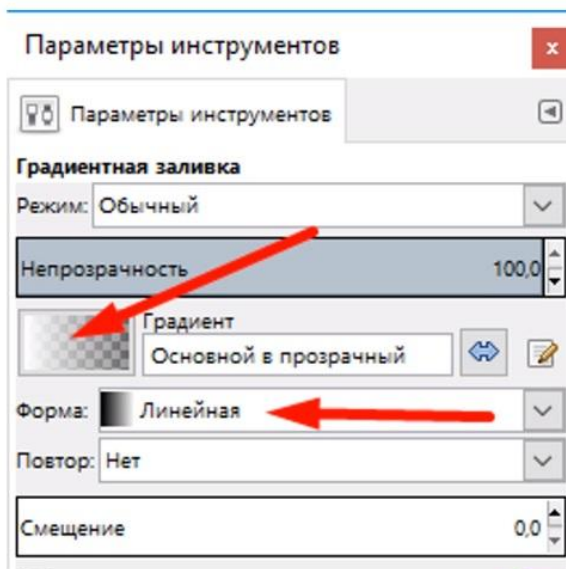 Параметры инструментов
x
Параметры инструментов
Градиентная заливка
Режим: Обычный
Непрозрачность 100,0
Градиент
Основной в прозрачный
Форма: Линейная
Повтор: Нет
Смещение 0,0